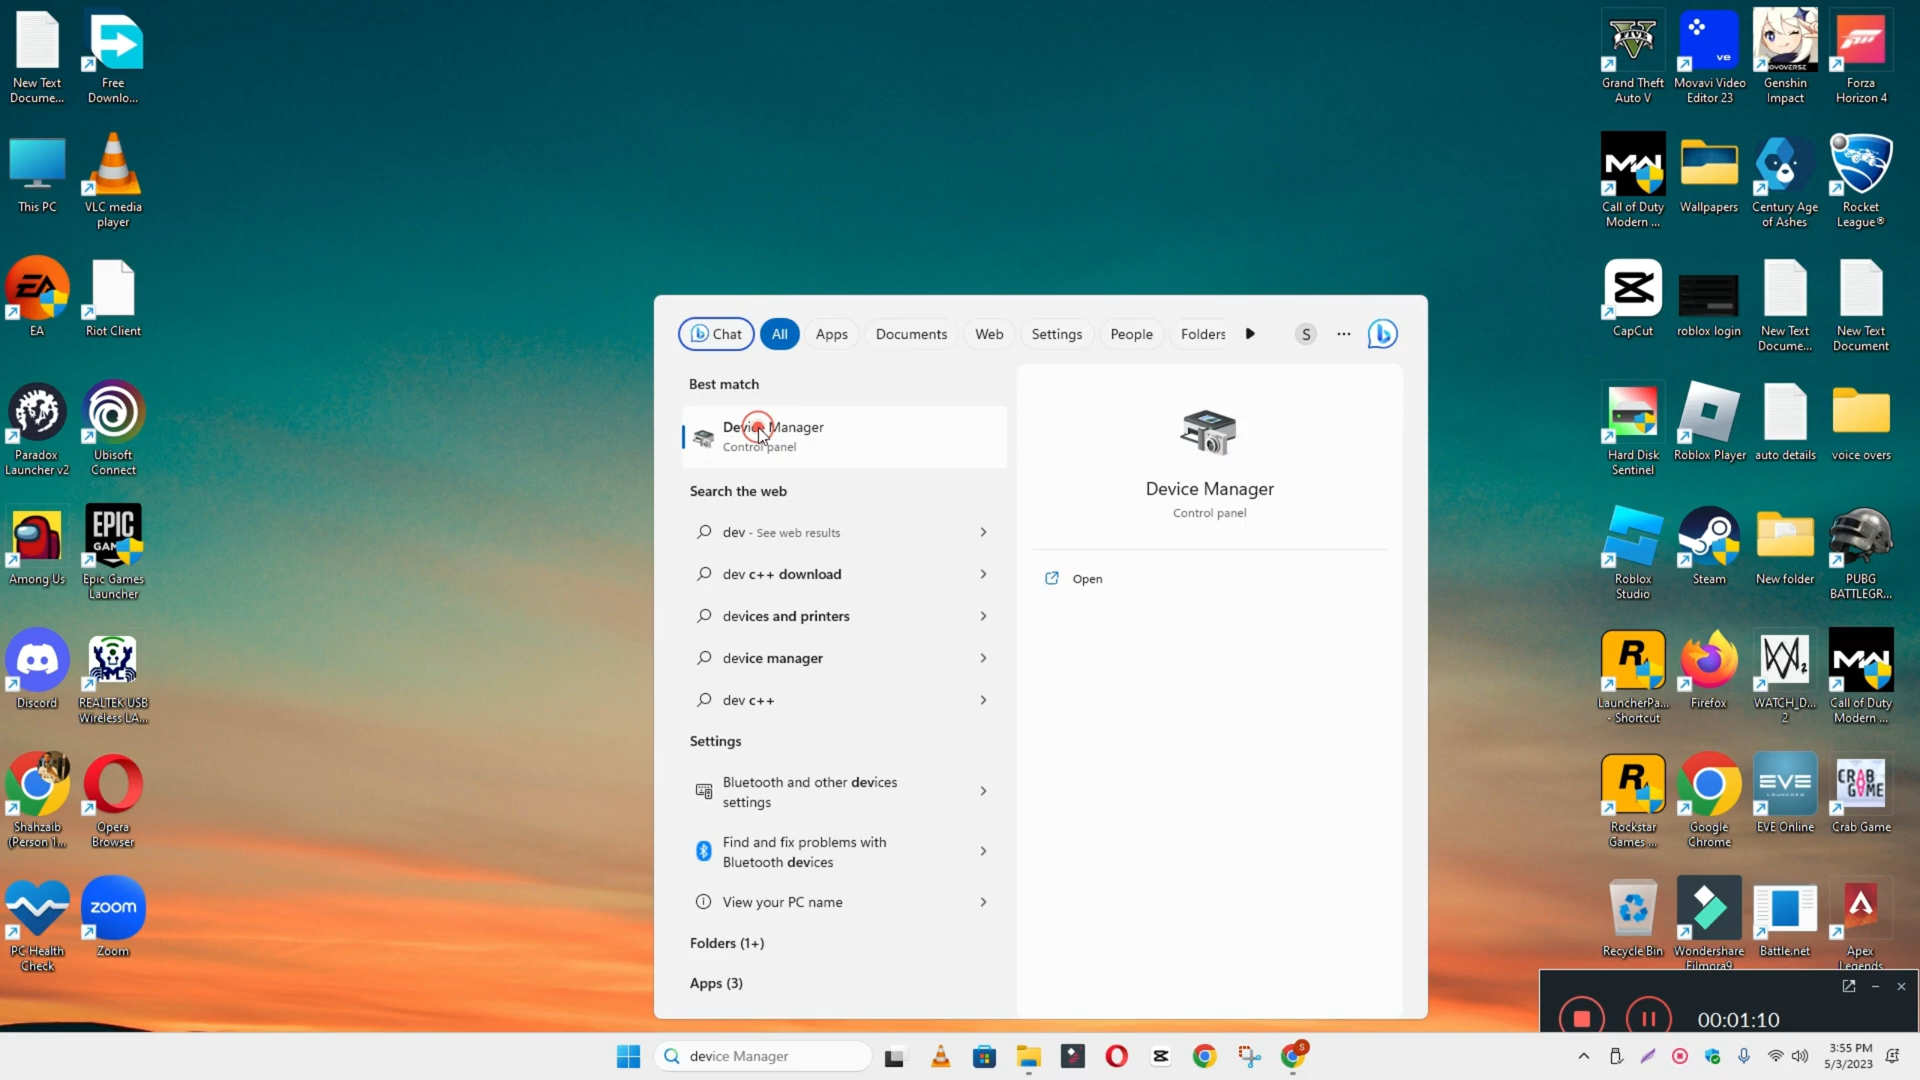 New Text
Docume...
Free
Downlo...
This PC
VLC media
player
EA
Riot Client
Paradox
Launcher v2
Ubisoft
Connect
Among Us
EPIC
GAMES
Epic Games
Launcher
Discord
REALTEK USB
Wireless LA...
Shahzaib
(Person 1...
Opera
Browser
PC Health
Check
zoom
Zoom
Chat
All
Apps
Documents
Web
Settings
People
Folders
S
Best match
Device Manager
Control panel
Search the web
dev - See web results
dev c++ download
devices and printers
device manager
dev c++
Settings
Bluetooth and other devices
settings
Find and fix problems with
Bluetooth devices
View your PC name
Folders (1+)
Apps (3)
Device Manager
Control panel
Open
Grand Theft
Auto V
ve
Movavi Video
Editor 23
Genshin
Impact
Forza
Horizon 4
Call of Duty
Modern ...
Wallpapers
Century Age
of Ashes
Rocket
League®
CapCut
roblox login
New Text
Docume...
New Text
Document
Hard Disk
Sentinel
Roblox Player
auto details
voice overs
Roblox
Studio
Steam
New folder
PUBG
BATTLEGR...
LauncherPa...
- Shortcut
Firefox
WATCH_D...
2
Call of Duty
Modern ...
Rockstar
Games ...
Google
Chrome
EVE
EVE Online
CRAB
GAME
Crab Game
Recycle Bin
Wondershare
Filmora9
Battle.net
Apex
Legends
00:01:10
device Manager
S
3:55 PM
5/3/2023